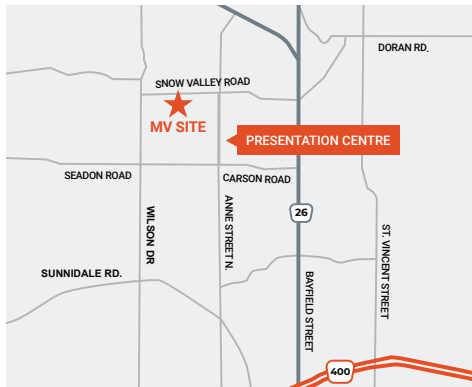 DORAN RD.
SNOW VALLEY ROAD
MV SITE
PRESENTATION CENTRE
SEADON ROAD
CARSON ROAD
26
WILSON DR
ANNE STREET N.
ST. VINCENT STREET
SUNNIDALE RD.
BAYFIELD STREET
400